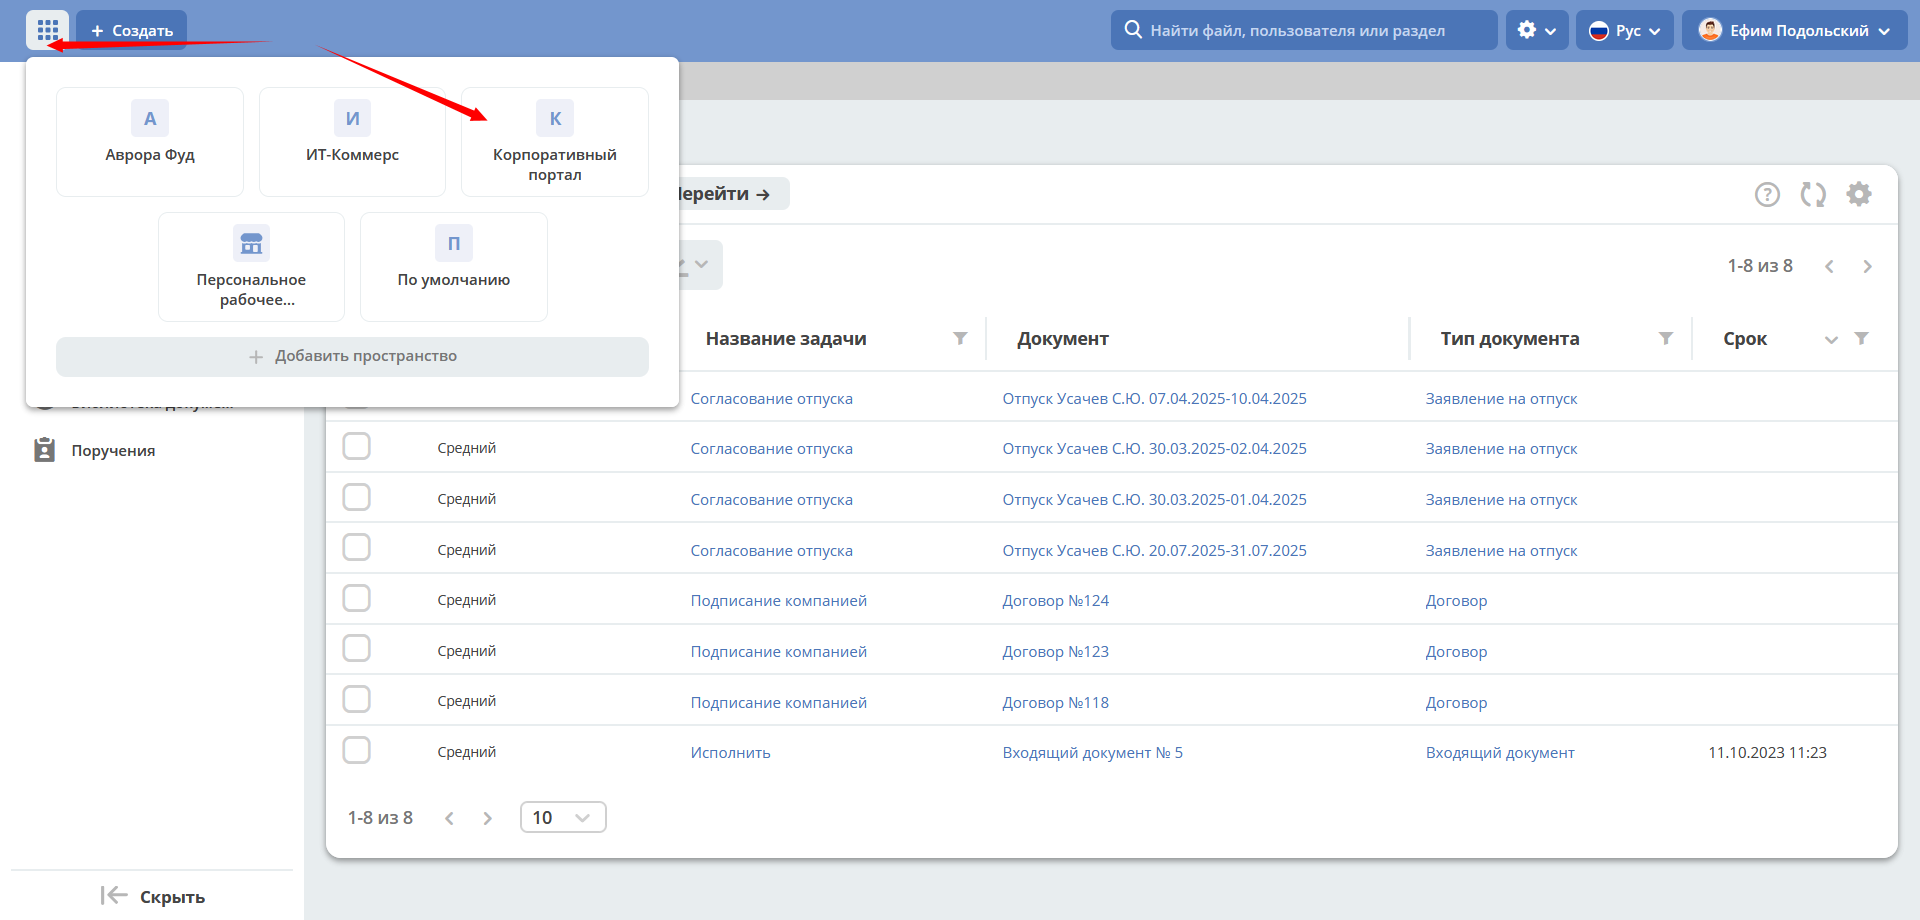 + Создать
Найти файл, пользователя или раздел
Рус
Ефим Подольский
А
Аврора Фуд
И
ИТ-Коммерс
К
Корпоративный
портал
Персональное
рабочее...
П
По умолчанию
+ Добавить пространство
Поручения
Скрыть
→
?
1-8 из 8
Название задачи Документ Тип документа Срок
Согласование отпуска Отпуск Усачев С.Ю. 07.04.2025-10.04.2025 Заявление на отпуск
Средний Согласование отпуска Отпуск Усачев С.Ю. 30.03.2025-02.04.2025 Заявление на отпуск
Средний Согласование отпуска Отпуск Усачев С.Ю. 30.03.2025-01.04.2025 Заявление на отпуск
Средний Согласование отпуска Отпуск Усачев С.Ю. 20.07.2025-31.07.2025 Заявление на отпуск
Средний Подписание компанией Договор №124 Договор
Средний Подписание компанией Договор №123 Договор
Средний Подписание компанией Договор №118 Договор
Средний Исполнить Входящий документ № 5 Входящий документ 11.10.2023 11:23
1-8 из 8
10